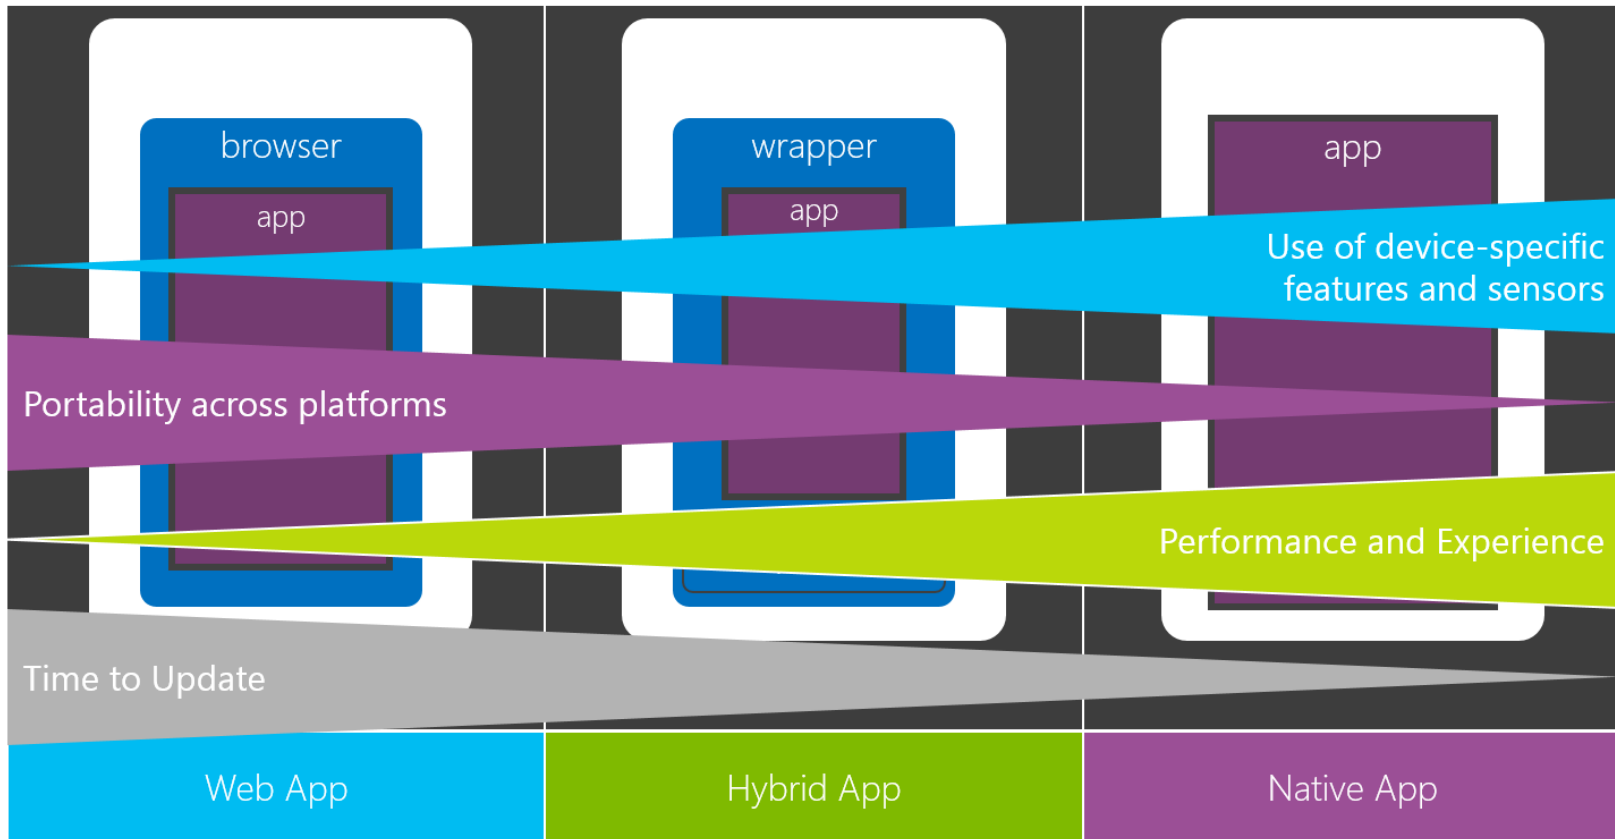 browser
app
wrapper
app
app
Use of device-specific
features and sensors
Portability across platforms
Performance and Experience
Time to Update
Web App
Hybrid App
Native App